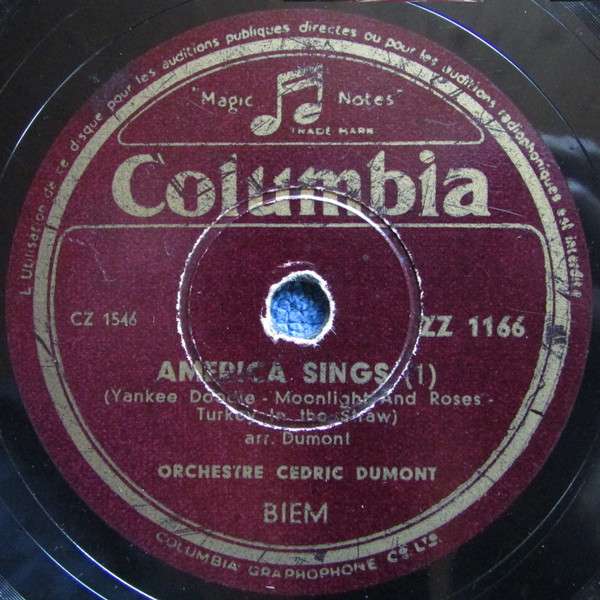 L'Utilisation de ce disque pour les auditions publiques directes ou pour les auditions radiophoniques est interdite
"Magic Notes"
TRADE MARK
Columbia
CZ 1546
ZZ 1166
AMERICA SINGS (1)
(Yankee Doodle - Moonlight And Roses -
Turkey In the Straw)
arr. Dumont
ORCHESTRE CEDRIC DUMONT
BIEM
COLUMBIA GRAPHOPHONE Co. LTD.